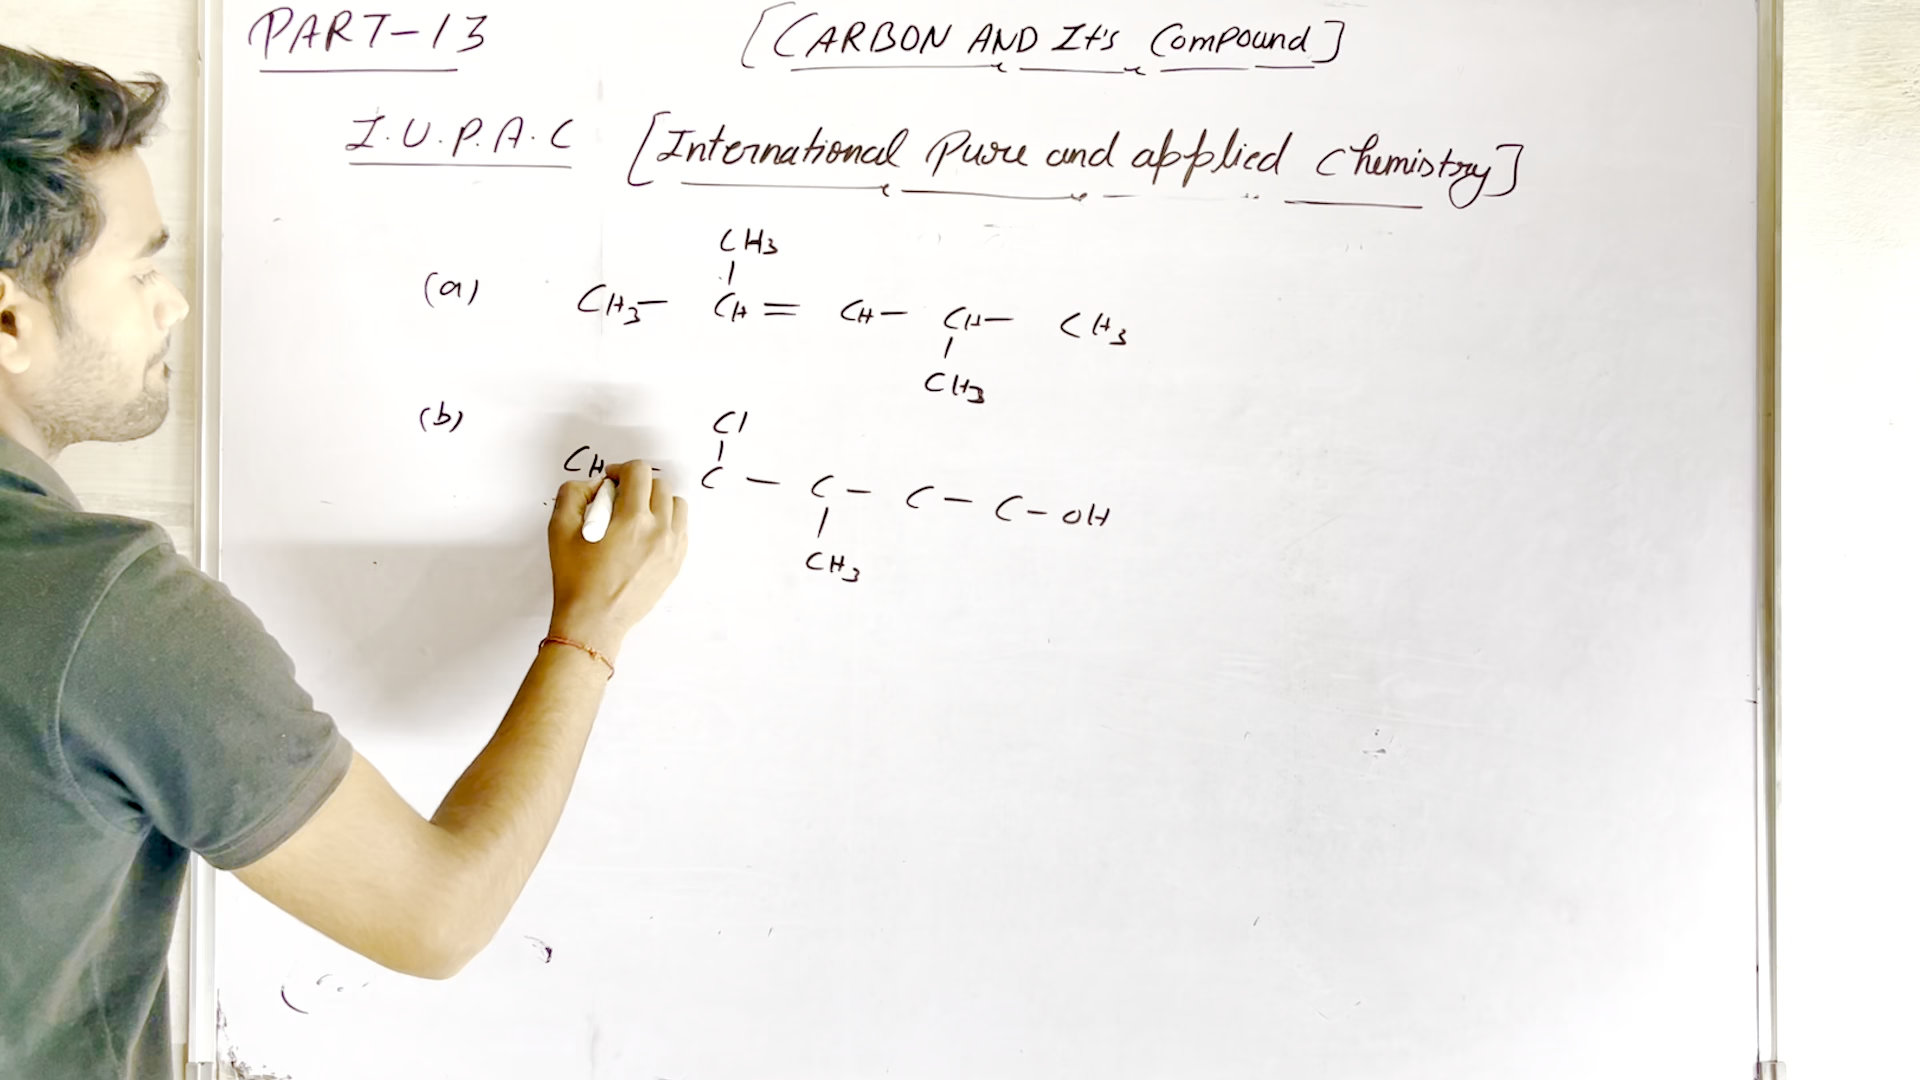 PART-13 [CARBON AND It's Compound]
I.U.P.A.C [International Pure and applied Chemistry]
CH3
(a) CH3- CH = CH- CH- CH3
CH3
(b) Cl
CH - C - C - C - C - OH
CH3